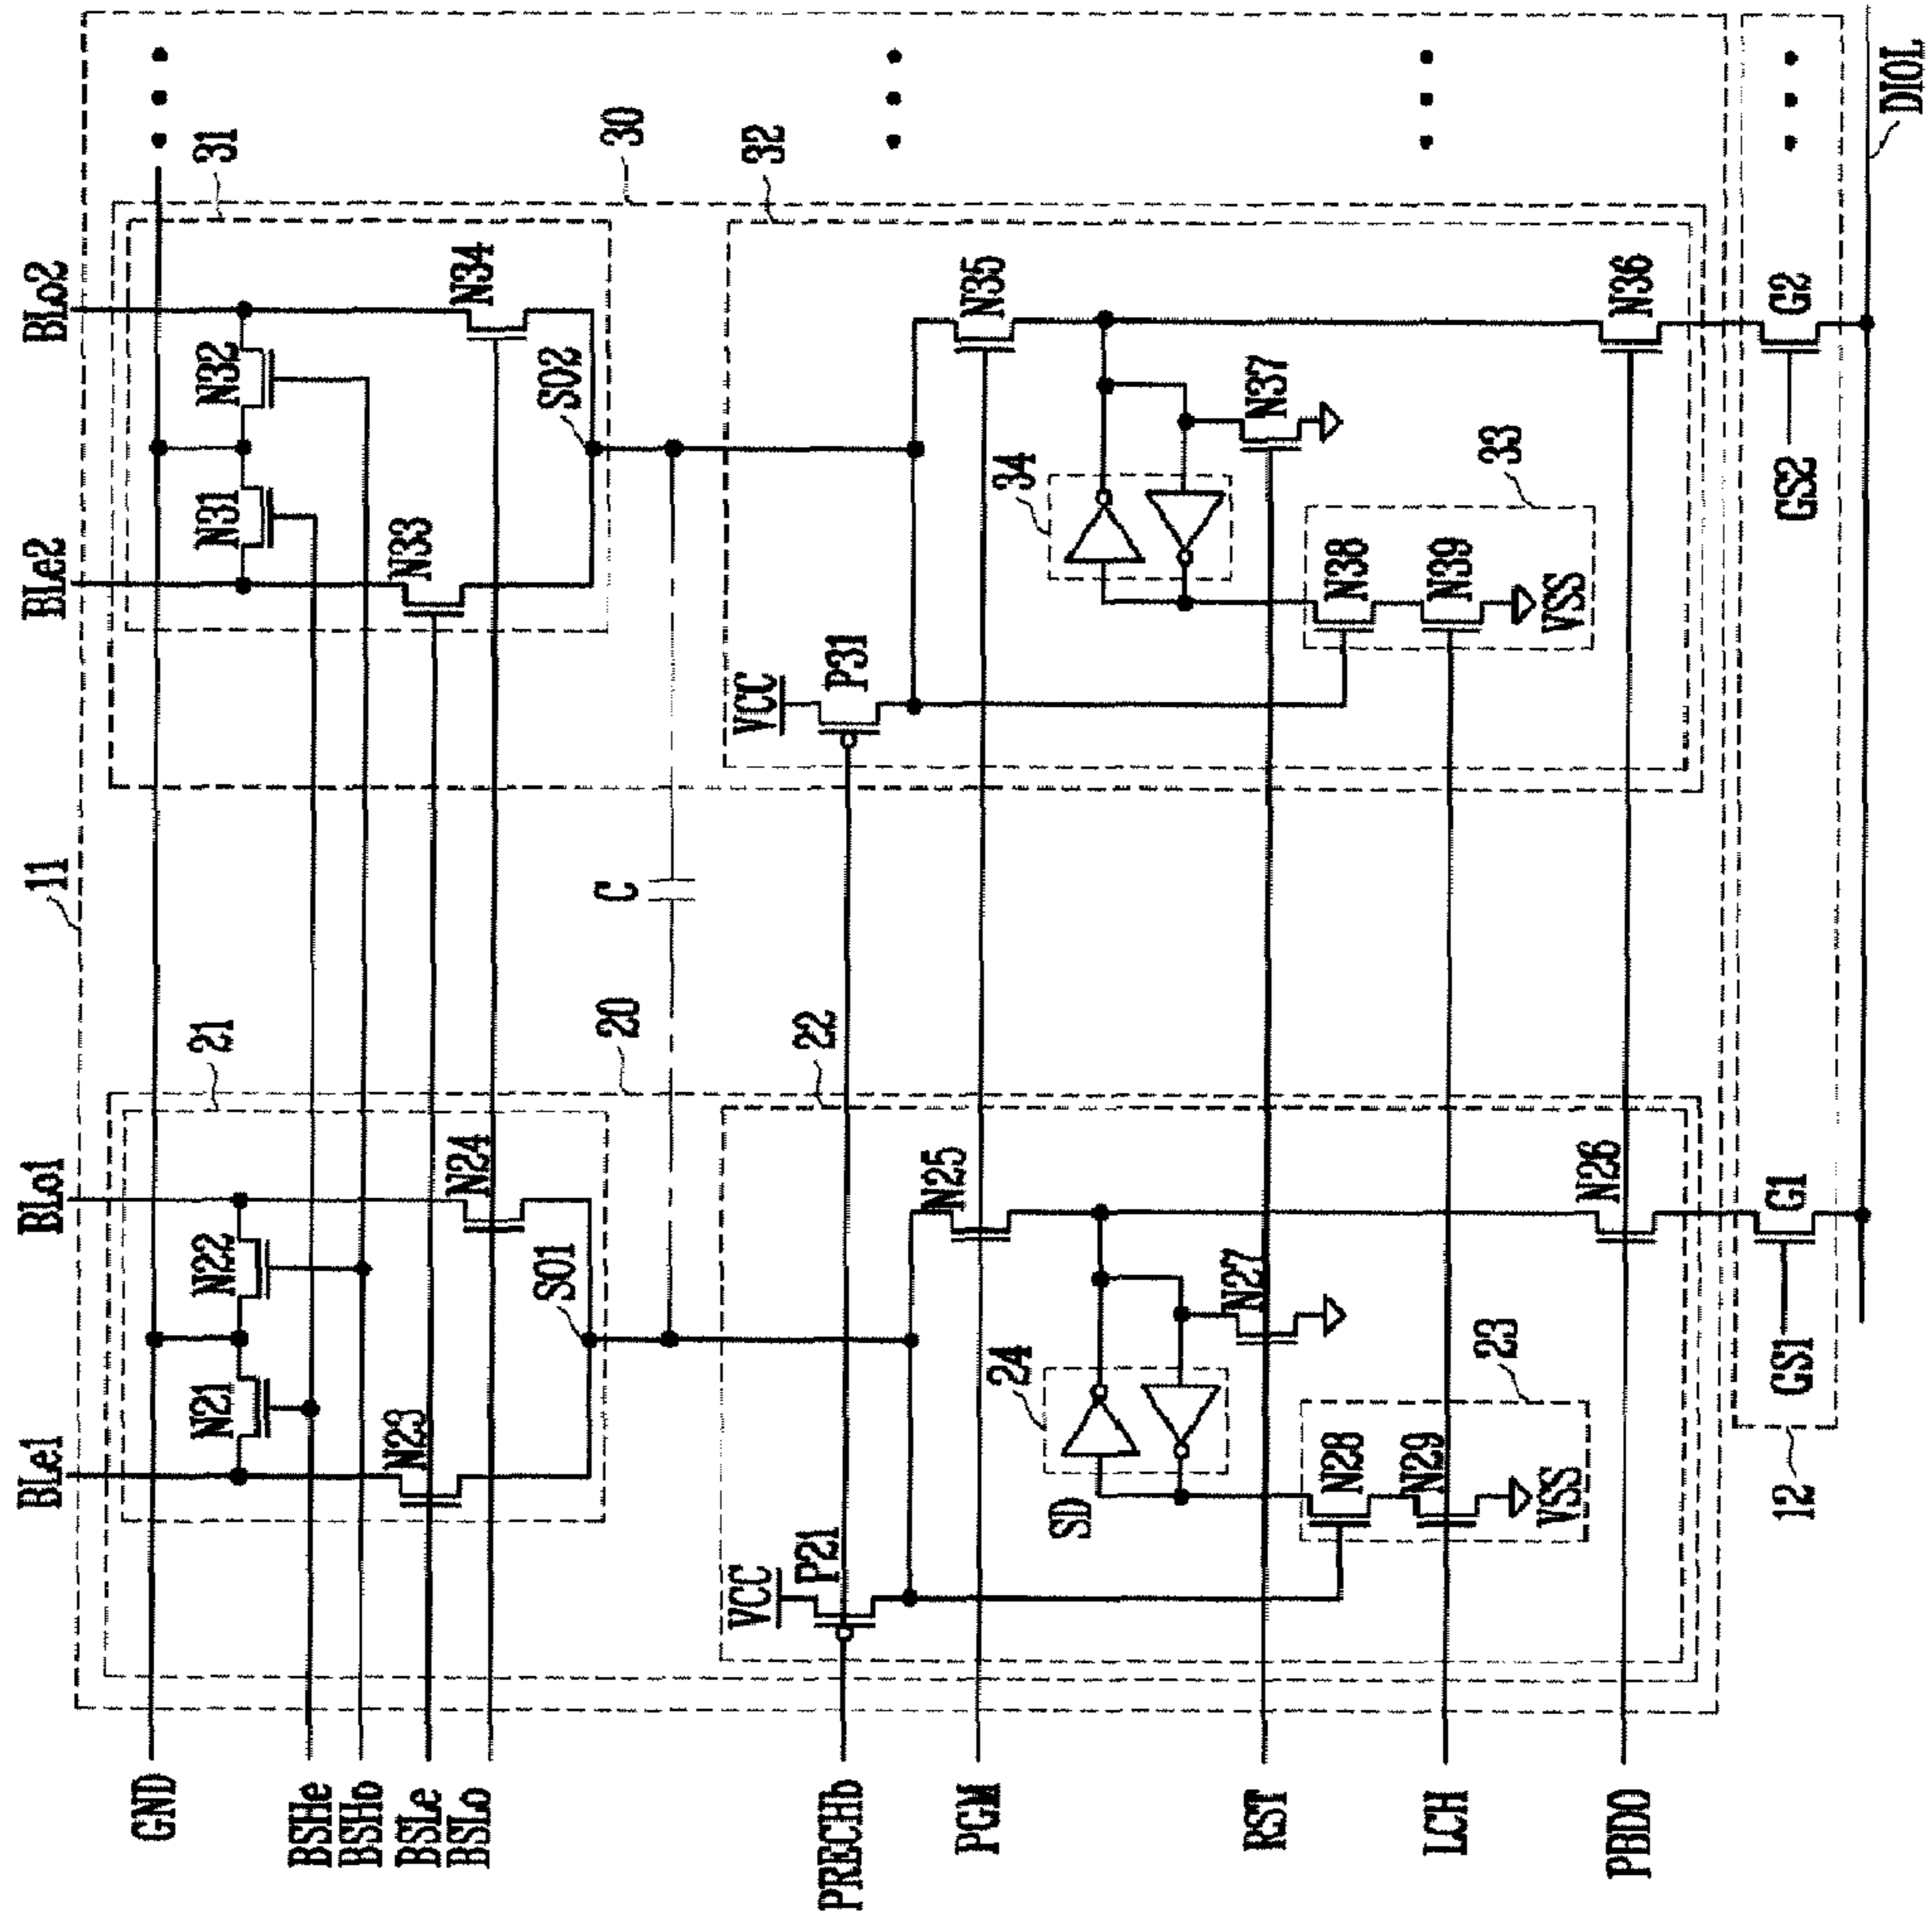 11
BLe1
BLo1
BLe2
BLo2
GND
21
31
N21
N22
N31
N32
BSHe
BSHo
BSLe
BSLo
N23
N24
N33
N34
SO1
SO2
20
C
30
22
32
VCC
P21
VCC
P31
PRECHb
PGM
N25
N35
24
34
SD
N27
N37
RST
23
33
N28
N29
VSS
N38
N39
VSS
LCH
PBDO
N26
N36
12
GS1
G1
GS2
G2
DIOL